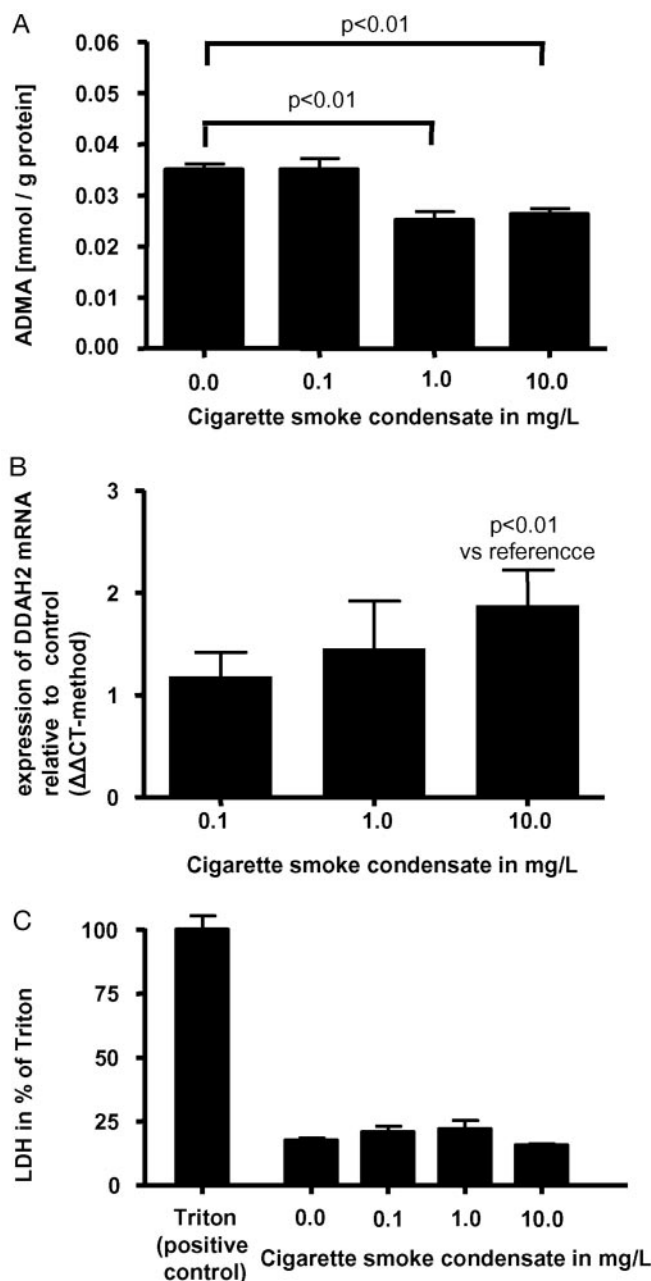 A
p<0.01
p<0.01
0.06
0.05
0.04
0.03
0.02
0.01
0.00
ADMA [mmol / g protein]
0.0 0.1 1.0 10.0
Cigarette smoke condensate in mg/L
B
3
2
1
0
expression of DDAH2 mRNA
relative to control
(ΔΔCT-method)
p<0.01
vs referencce
0.1 1.0 10.0
Cigarette smoke condensate in mg/L
C
100
75
50
25
0
LDH in % of Triton
Triton
(positive
control)
0.0 0.1 1.0 10.0
Cigarette smoke condensate in mg/L